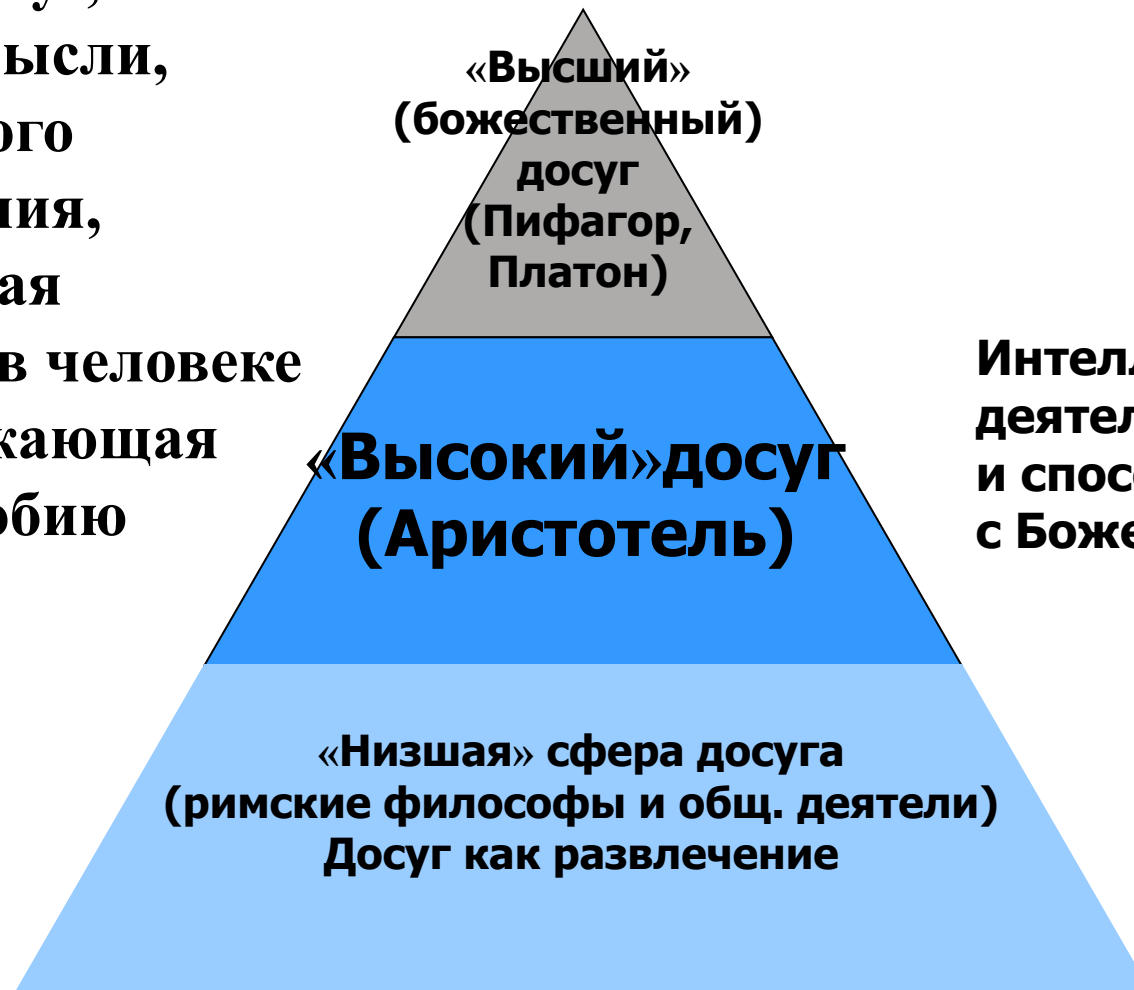 ысли,
ого
ния,
ая
в человеке
кающая
обию
«Высший»
(божественный)
досуг
(Пифагор,
Платон)
«Высокий»досуг
(Аристотель)
«Низшая» сфера досуга
(римские философы и общ. деятели)
Досуг как развлечение
Интел
деятел
и спос
с Боже